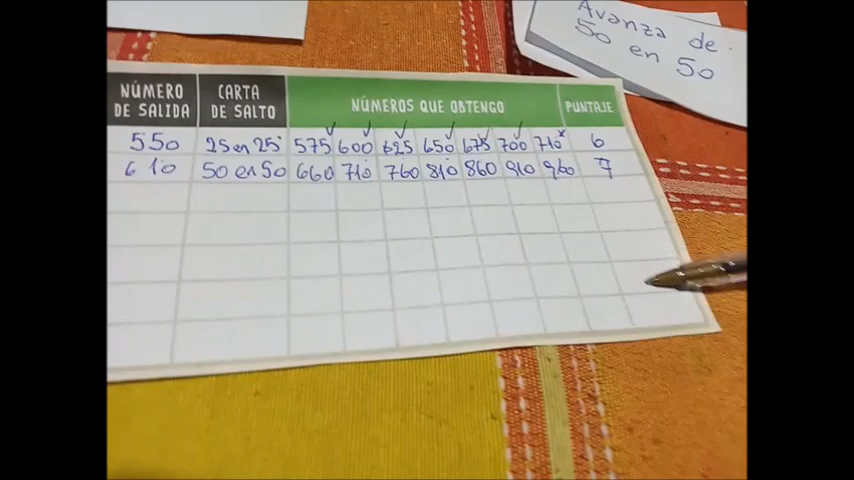 Avanza de
50 en 50
NÚMERO DE SALIDA CARTA DE SALTO NÚMEROS QUE OBTENGO PUNTAJE
550 25 en 25 575 600 625 650 675 700 710 6
610 50 en 50 660 710 760 810 860 910 960 7